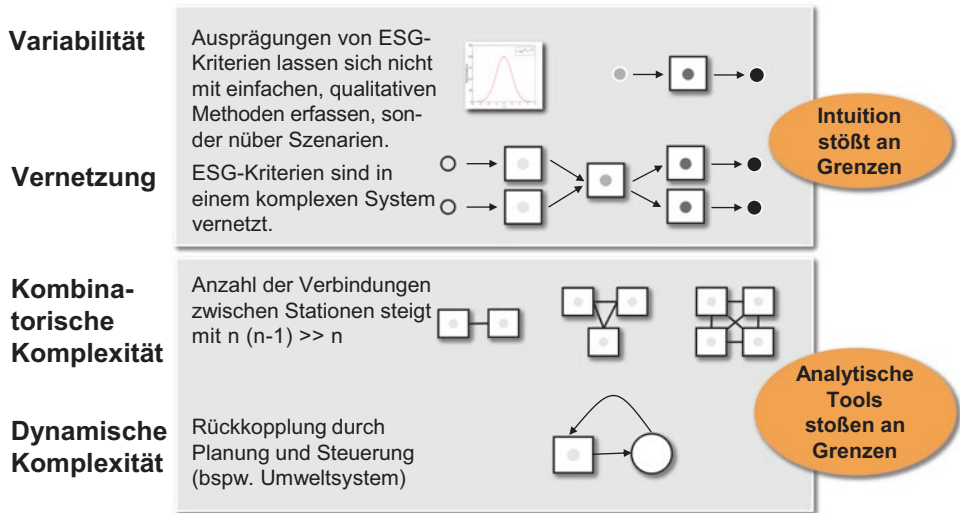 Variabilität
Ausprägungen von ESG-
Kriterien lassen sich nicht
mit einfachen, qualitativen
Methoden erfassen, son-
der nüber Szenarien.
Vernetzung
ESG-Kriterien sind in
einem komplexen System
vernetzt.
Intuition
stößt an
Grenzen
Kombina-
torische
Komplexität
Anzahl der Verbindungen
zwischen Stationen steigt
mit n (n-1) >> n
Dynamische
Komplexität
Rückkopplung durch
Planung und Steuerung
(bspw. Umweltsystem)
Analytische
Tools
stoßen an
Grenzen